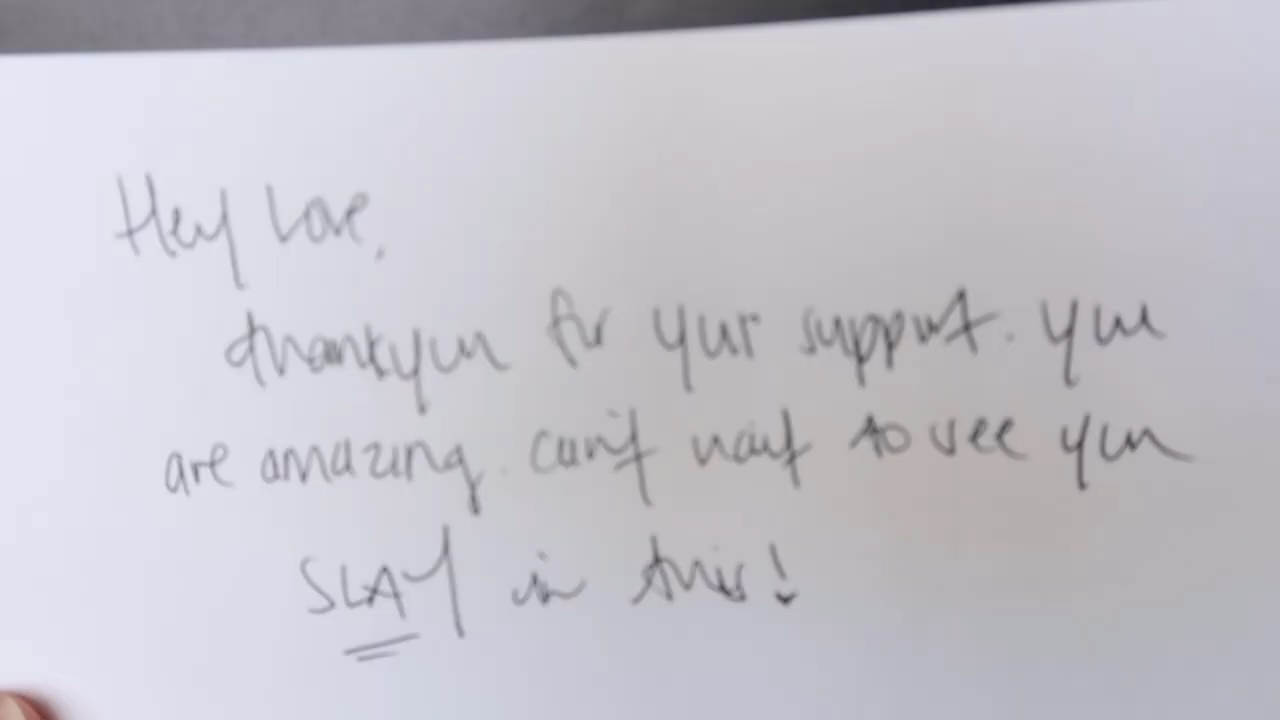 Hey Love,
thankyou for your support. you
are amazing. can't wait to see you
SLAY in this!